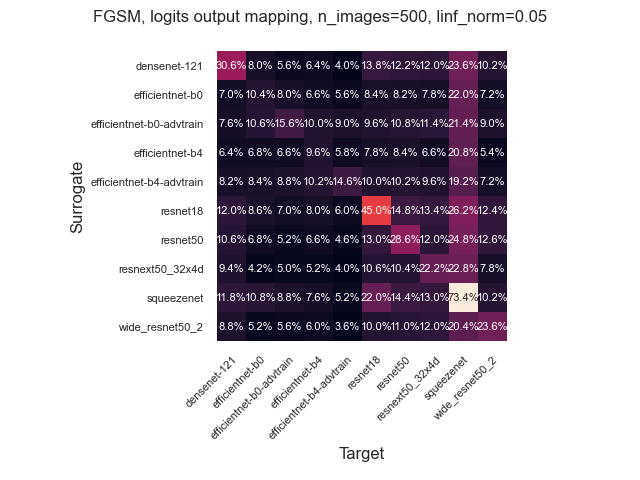 FGSM, logits output mapping, n_images=500, linf_norm=0.05
Surrogate
densenet-121 30.6% 8.0% 5.6% 6.4% 4.0% 13.8% 12.2% 12.0% 23.6% 10.2%
efficientnet-b0 7.0% 10.4% 8.0% 6.6% 5.6% 8.4% 8.2% 7.8% 22.0% 7.2%
efficientnet-b0-advtrain 7.6% 10.6% 15.6% 10.0% 9.0% 9.6% 10.8% 11.4% 21.4% 9.0%
efficientnet-b4 6.4% 6.8% 6.6% 9.6% 5.8% 7.8% 8.4% 6.6% 20.8% 5.4%
efficientnet-b4-advtrain 8.2% 8.4% 8.8% 10.2% 14.6% 10.0% 10.2% 9.6% 19.2% 7.2%
resnet18 12.0% 8.6% 7.0% 8.0% 6.0% 45.0% 14.8% 13.4% 26.2% 12.4%
resnet50 10.6% 6.8% 5.2% 6.6% 4.6% 13.0% 28.6% 12.0% 24.8% 12.6%
resnext50_32x4d 9.4% 4.2% 5.0% 5.2% 4.0% 10.6% 10.4% 22.2% 22.8% 7.8%
squeezenet 11.8% 10.8% 8.8% 7.6% 5.2% 22.0% 14.4% 13.0% 73.4% 10.2%
wide_resnet50_2 8.8% 5.2% 5.6% 6.0% 3.6% 10.0% 11.0% 12.0% 20.4% 23.6%
densenet-121
efficientnet-b0
efficientnet-b0-advtrain
efficientnet-b4
efficientnet-b4-advtrain
resnet18
resnet50
resnext50_32x4d
squeezenet
wide_resnet50_2
Target